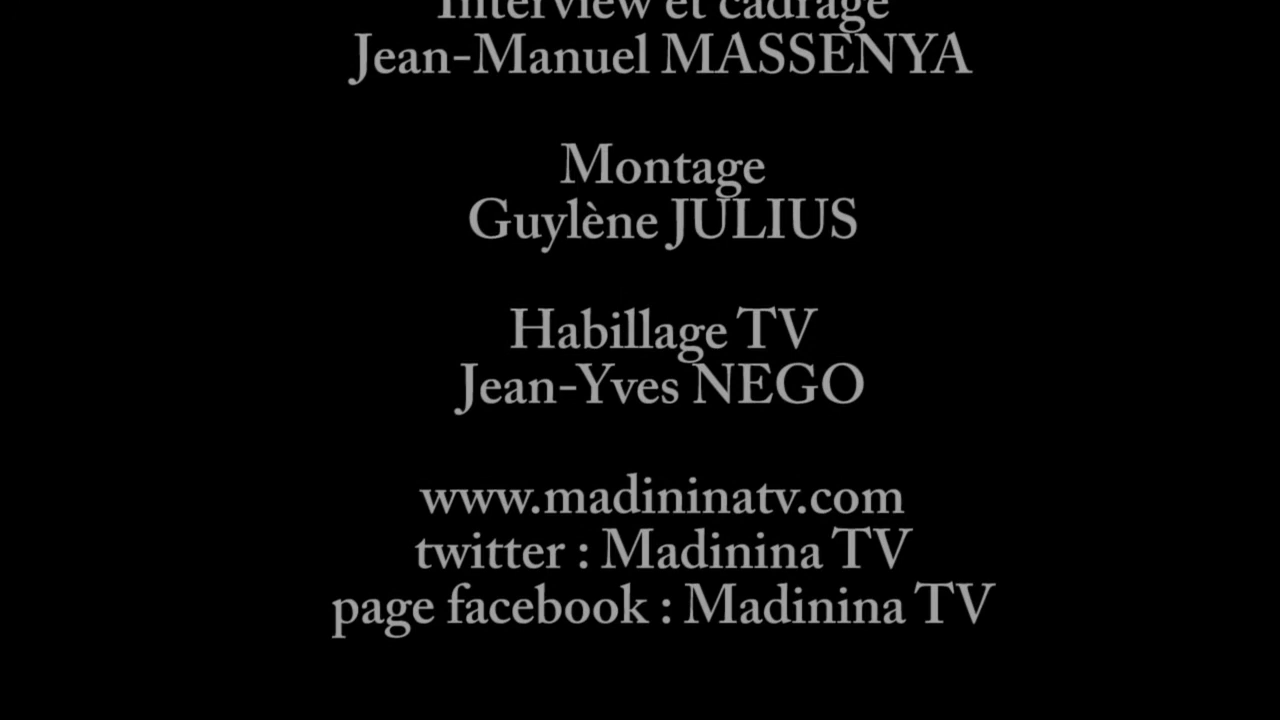 Interview et cadrage
Jean-Manuel MASSENYA
Montage
Guylène JULIUS
Habillage TV
Jean-Yves NEGO
www.madininatv.com
twitter : Madinina TV
page facebook : Madinina TV